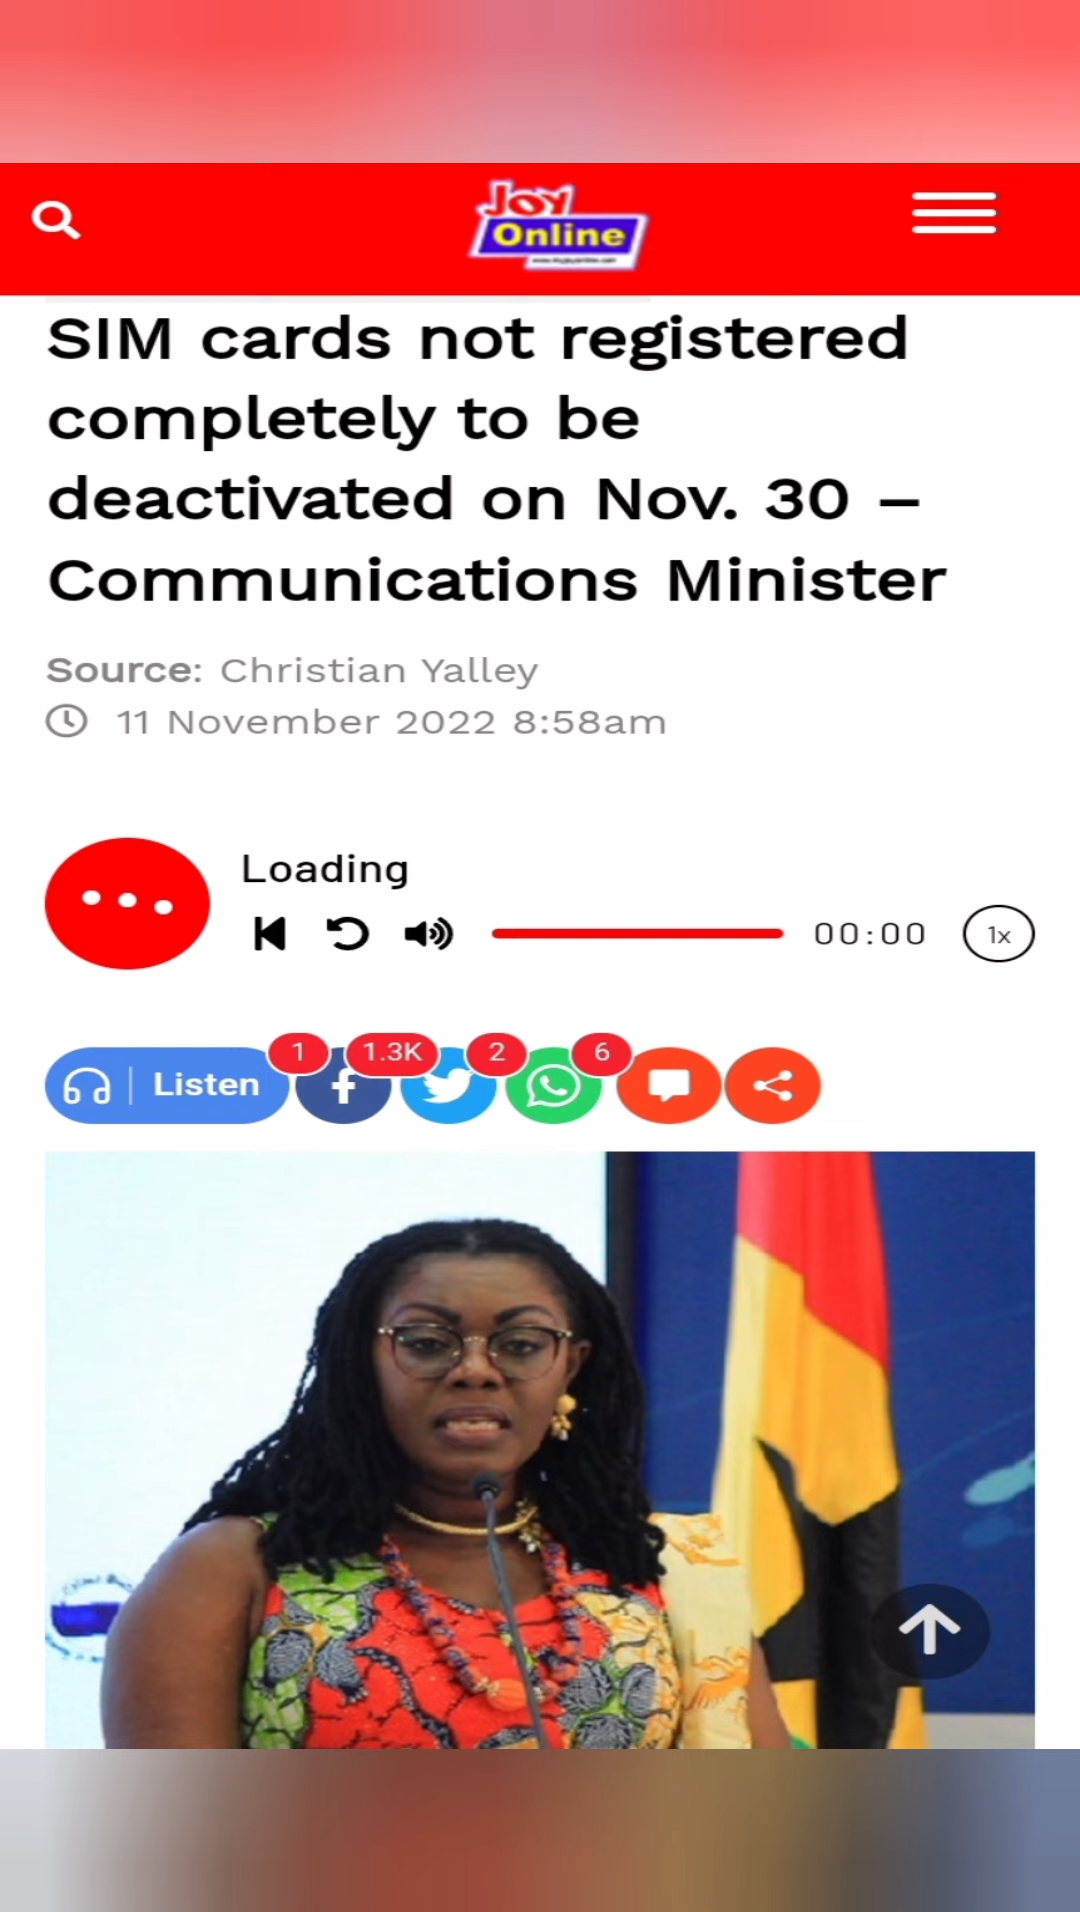 Joy
Online
SIM cards not registered
completely to be
deactivated on Nov. 30 –
Communications Minister
Source: Christian Yalley
11 November 2022 8:58am
Loading
00:00 1x
1 1.3K 2 6
Listen